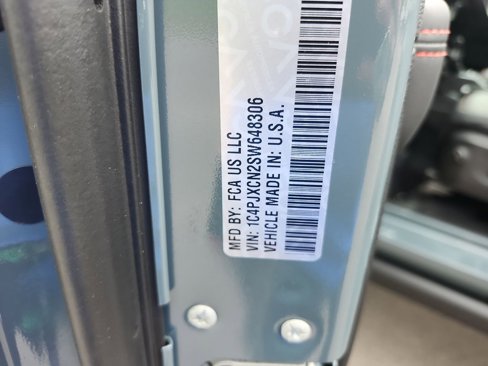 MFD BY: FCA US LLC
VIN: 1C4PJXCN2SW648306
VEHICLE MADE IN: U.S.A.